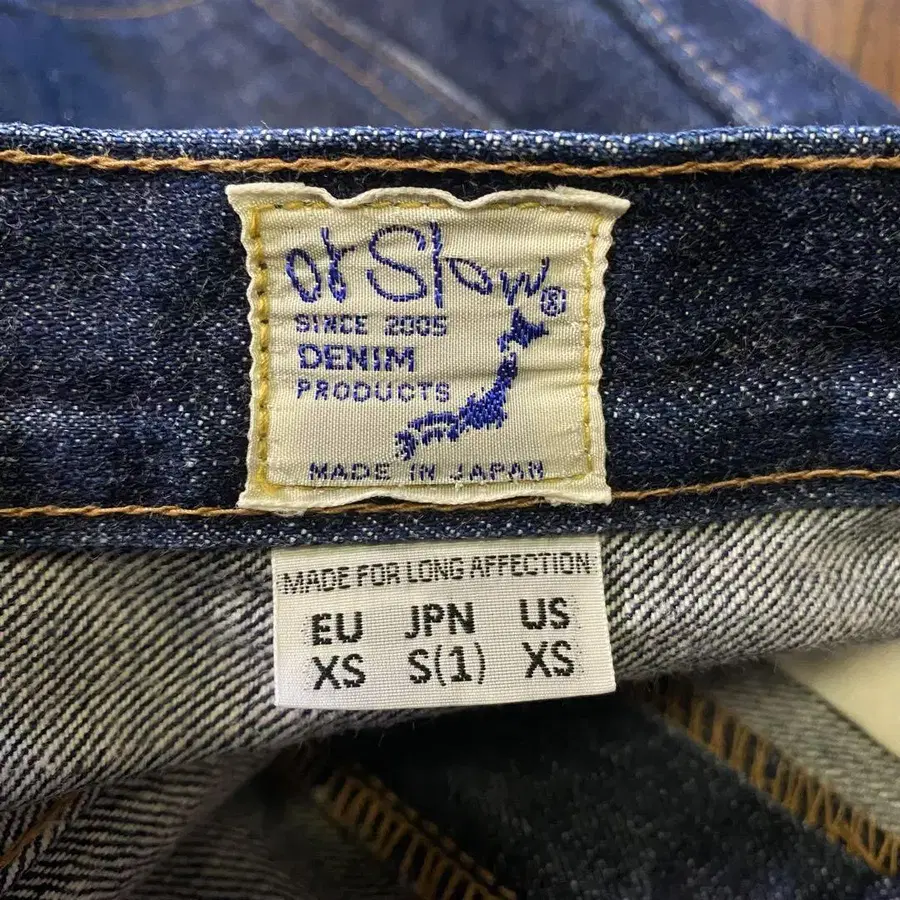 orSlow®
SINCE 2005
DENIM
PRODUCTS
MADE IN JAPAN
MADE FOR LONG AFFECTION
EU JPN US
XS S(1) XS